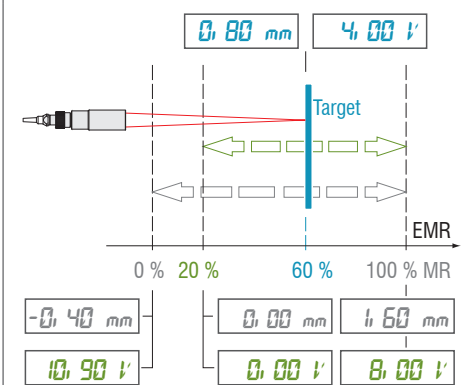 0,80 mm 4,00 V
Target
EMR
0 % 20 % 60 % 100 % MR
-0,40 mm 0,00 mm 1,60 mm
10,90 V 0,00 V 8,00 V